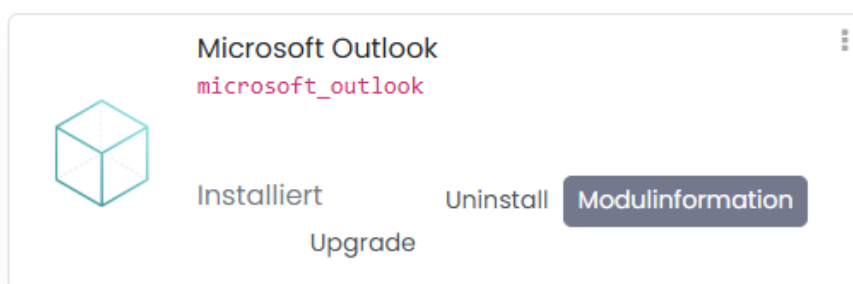 Microsoft Outlook
microsoft_outlook
Installiert
Uninstall
Modulinformation
Upgrade